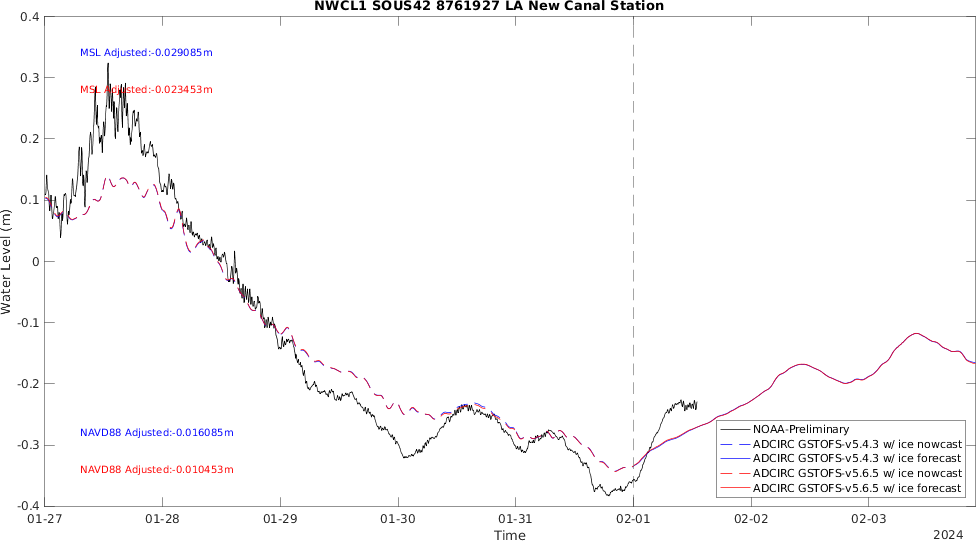 NWCL1 SOUS42 8761927 LA New Canal Station
0.4
0.3
0.2
0.1
0
-0.1
-0.2
-0.3
-0.4
Water Level (m)
MSL Adjusted:-0.029085m
MSL Adjusted:-0.023453m
NAVD88 Adjusted:-0.016085m
NAVD88 Adjusted:-0.010453m
NOAA-Preliminary
ADCIRC GSTOFS-v5.4.3 w/ ice nowcast
ADCIRC GSTOFS-v5.4.3 w/ ice forecast
ADCIRC GSTOFS-v5.6.5 w/ ice nowcast
ADCIRC GSTOFS-v5.6.5 w/ ice forecast
01-27 01-28 01-29 01-30 01-31 02-01 02-02 02-03
Time
2024